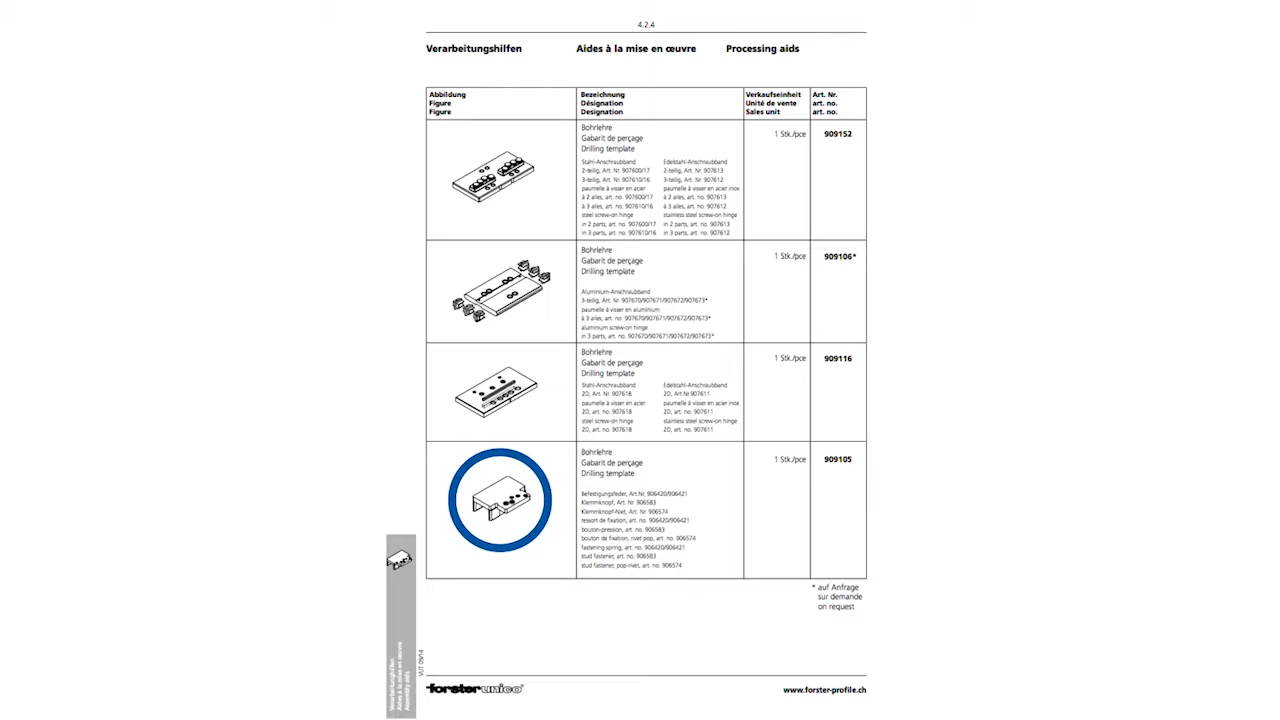 4.2.4
Verarbeitungshilfen Aides à la mise en œuvre Processing aids
Abbildung
Figure
Figure
Bezeichnung
Désignation
Designation
Verkaufseinheit
Unité de vente
Sales unit
Art. Nr.
art. no.
art. no.
Bohrlehre
Gabarit de perçage
Drilling template
Stahl-Anschraubband
2-teilig, Art. Nr. 907600/17
3-teilig, Art. Nr. 907610/16
paumelle à visser en acier
à 2 ailes, art. no. 907600/17
à 3 ailes, art. no. 907610/16
steel screw-on hinge
in 2 parts, art. no. 907600/17
in 3 parts, art. no. 907610/16
Edelstahl-Anschraubband
2-teilig, Art. Nr. 907613
3-teilig, Art. Nr. 907612
paumelle à visser en acier inox
à 2 ailes, art. no. 907613
à 3 ailes, art. no. 907612
stainless steel screw-on hinge
in 2 parts, art. no. 907613
in 3 parts, art. no. 907612
1 Stk./pce
909152
Bohrlehre
Gabarit de perçage
Drilling template
Aluminium-Anschraubband
3-teilig, Art. Nr 907670/907671/907672/907673*
paumelle à visser en aluminium
à 3 ailes, art. no. 907670/907671/907672/907673*
aluminium screw-on hinge
in 3 parts, art. no. 907670/907671/907672/907673*
1 Stk./pce
909106*
Bohrlehre
Gabarit de perçage
Drilling template
Stahl-Anschraubband
2D, Art. Nr. 907618
paumelle à visser en acier
2D, art. no. 907618
steel screw-on hinge
2D, art. no. 907618
Edelstahl-Anschraubband
2D, Art.Nr.907611
paumelle à visser en acier inox
2D, art. no. 907611
stainless steel screw-on hinge
2D, art. no. 907611
1 Stk./pce
909116
Bohrlehre
Gabarit de perçage
Drilling template
Befestigungsfeder, Art.Nr. 906420/906421
Klemmknopf, Art. Nr. 906583
Klemmknopf-Niet, Art. Nr. 906574
ressort de fixation, art. no. 906420/906421
bouton-pression, art. no. 906583
bouton de fixation, rivet pop, art. no. 906574
fastening spring, art. no. 906420/906421
stud fastener, art. no. 906583
stud fastener, pop-rivet, art. no. 906574
1 Stk./pce
909105
* auf Anfrage
sur demande
on request
Verarbeitungshilfen
Aides à la mise en œuvre
Assembly aids
VU7 09/14
forster unico®
www.forster-profile.ch